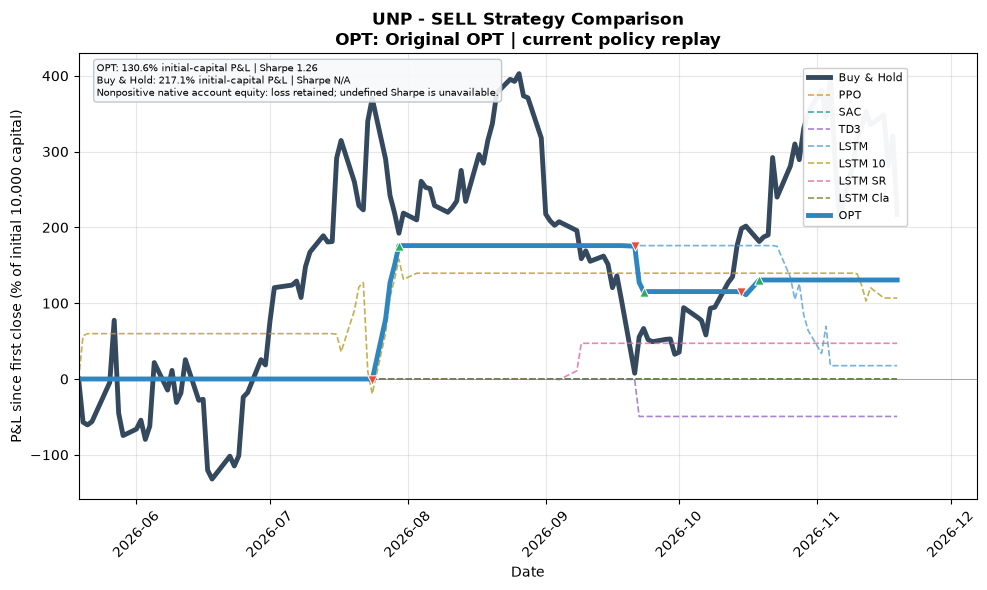 UNP - SELL Strategy Comparison
OPT: Original OPT | current policy replay
OPT: 130.6% initial-capital P&L | Sharpe 1.26
Buy & Hold: 217.1% initial-capital P&L | Sharpe N/A
Nonpositive native account equity: loss retained; undefined Sharpe is unavailable.
Buy & Hold
PPO
SAC
TD3
LSTM
LSTM 10
LSTM SR
LSTM Cla
OPT
P&L since first close (% of initial 10,000 capital)
400
300
200
100
0
−100
2026-06
2026-07
2026-08
2026-09
2026-10
2026-11
2026-12
Date